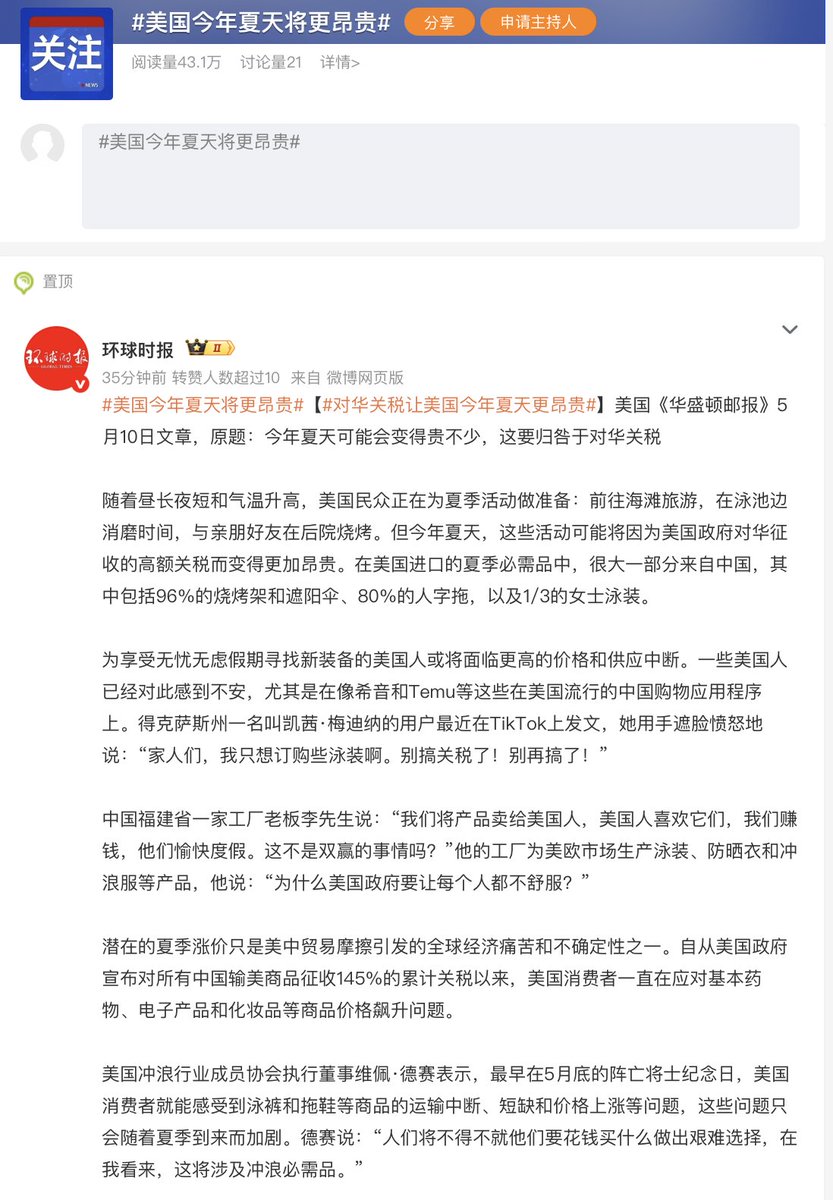 #美国今年夏天将更昂贵#
分享
申请主持人
关注
NEWS
阅读量43.1万 讨论量21 详情>
#美国今年夏天将更昂贵#
置顶
环球时报
GLOBAL TIMES
V
环球时报 II
35分钟前 转赞人数超过10 来自 微博网页版
#美国今年夏天将更昂贵#【#对华关税让美国今年夏天更昂贵#】美国《华盛顿邮报》5
月10日文章，原题：今年夏天可能会变得贵不少，这要归咎于对华关税
随着昼长夜短和气温升高，美国民众正在为夏季活动做准备：前往海滩旅游，在泳池边
消磨时间，与亲朋好友在后院烧烤。但今年夏天，这些活动可能将因为美国政府对华征
收的高额关税而变得更加昂贵。在美国进口的夏季必需品中，很大一部分来自中国，其
中包括96%的烧烤架和遮阳伞、80%的人字拖，以及1/3的女士泳装。
为享受无忧无虑假期寻找新装备的美国人或将面临更高的价格和供应中断。一些美国人
已经对此感到不安，尤其是在像希音和Temu等这些在美国流行的中国购物应用程序
上。得克萨斯州一名叫凯茜·梅迪纳的用户最近在TikTok上发文，她用手遮脸愤怒地
说：“家人们，我只想订购些泳装啊。别搞关税了！别再搞了！”
中国福建省一家工厂老板李先生说：“我们将产品卖给美国人，美国人喜欢它们，我们赚
钱，他们愉快度假。这不是双赢的事情吗？”他的工厂为美欧市场生产泳装、防晒衣和冲
浪服等产品，他说：“为什么美国政府要让每个人都不舒服？”
潜在的夏季涨价只是美中贸易摩擦引发的全球经济痛苦和不确定性之一。自从美国政府
宣布对所有中国输美商品征收145%的累计关税以来，美国消费者一直在应对基本药
物、电子产品和化妆品等商品价格飙升问题。
美国冲浪行业成员协会执行董事维佩·德赛表示，最早在5月底的阵亡将士纪念日，美国
消费者就能感受到泳裤和拖鞋等商品的运输中断、短缺和价格上涨等问题，这些问题只
会随着夏季到来而加剧。德赛说：“人们将不得不就他们要花钱买什么做出艰难选择，在
我看来，这将涉及冲浪必需品。”